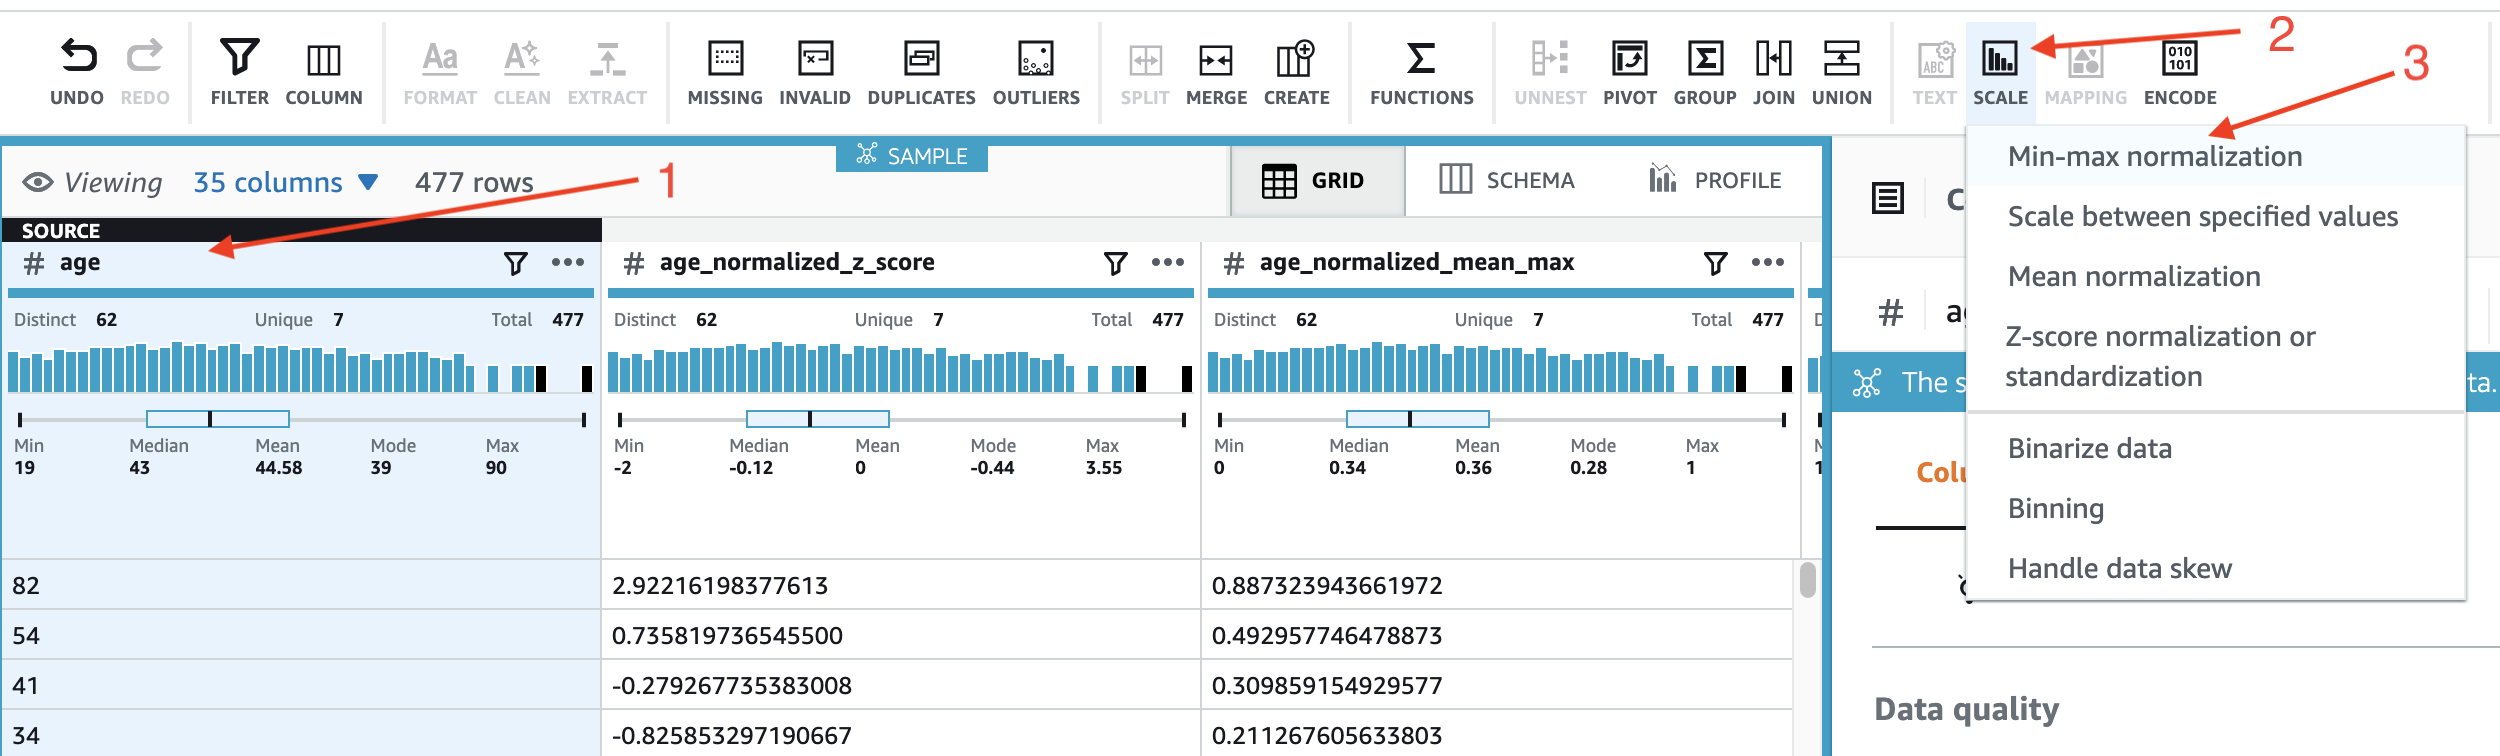 UNDO REDO FILTER COLUMN FORMAT CLEAN EXTRACT MISSING INVALID DUPLICATES OUTLIERS SPLIT MERGE CREATE FUNCTIONS UNNEST PIVOT GROUP JOIN UNION TEXT SCALE MAPPING ENCODE
2
3
Aa A ABC 010
101
SAMPLE
Viewing 35 columns 477 rows
1
GRID SCHEMA PROFILE
SOURCE
# age ••• # age_normalized_z_score ••• # age_normalized_mean_max •••
Distinct 62 Unique 7 Total 477 Distinct 62 Unique 7 Total 477 Distinct 62 Unique 7 Total 477
Min Median Mean Mode Max Min Median Mean Mode Max Min Median Mean Mode Max
19 43 44.58 39 90 -2 -0.12 0 -0.44 3.55 0 0.34 0.36 0.28 1
82 2.92216198377613 0.887323943661972
54 0.735819736545500 0.492957746478873
41 -0.279267735383008 0.309859154929577
34 -0.825853297190667 0.211267605633803
Min-max normalization
Scale between specified values
Mean normalization
Z-score normalization or
standardization
Binarize data
Binning
Handle data skew
#
The s
ta.
Colu
Data quality